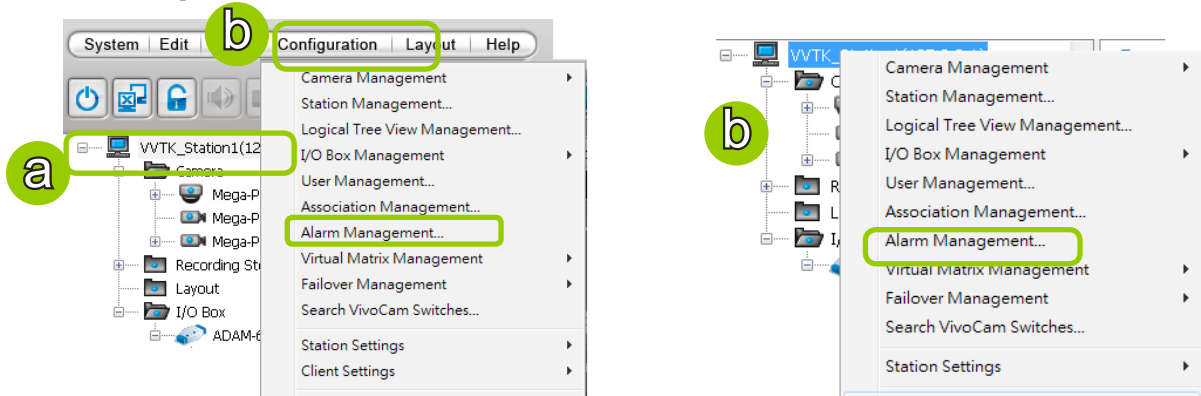 b
System Edit Configuration Layout Help
a
VVTK_Station1(12
Camera
Mega-P
Mega-P
Mega-P
Recording Sto
Layout
I/O Box
ADAM-6
Camera Management
Station Management...
Logical Tree View Management...
I/O Box Management
User Management...
Association Management...
Alarm Management...
Virtual Matrix Management
Failover Management
Search VivoCam Switches...
Station Settings
Client Settings
b
VVTK_
C
R
L
I/
Camera Management
Station Management...
Logical Tree View Management...
I/O Box Management
User Management...
Association Management...
Alarm Management...
Virtual Matrix Management
Failover Management
Search VivoCam Switches...
Station Settings